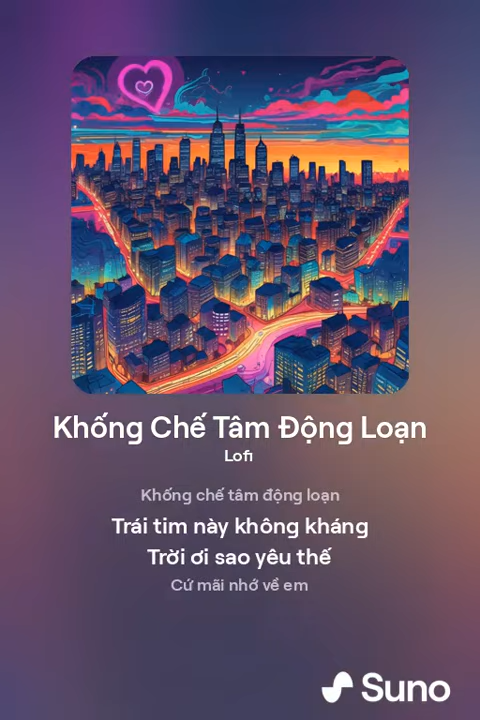 Khống Chế Tâm Động Loạn
Lofi
Khống chế tâm động loạn
Trái tim này không kháng
Trời ơi sao yêu thế
Cứ mãi nhớ về em
Suno